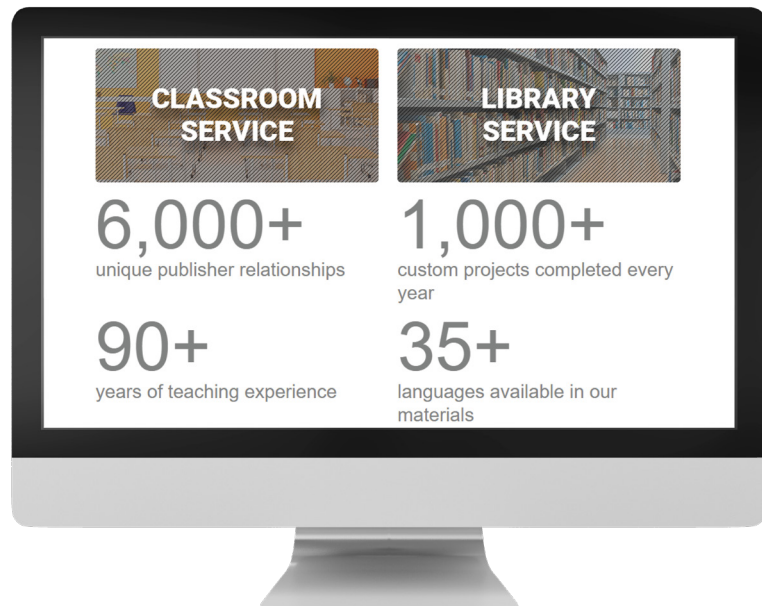 CLASSROOM
SERVICE
LIBRARY
SERVICE
6,000+
unique publisher relationships
1,000+
custom projects completed every
year
90+
years of teaching experience
35+
languages available in our
materials